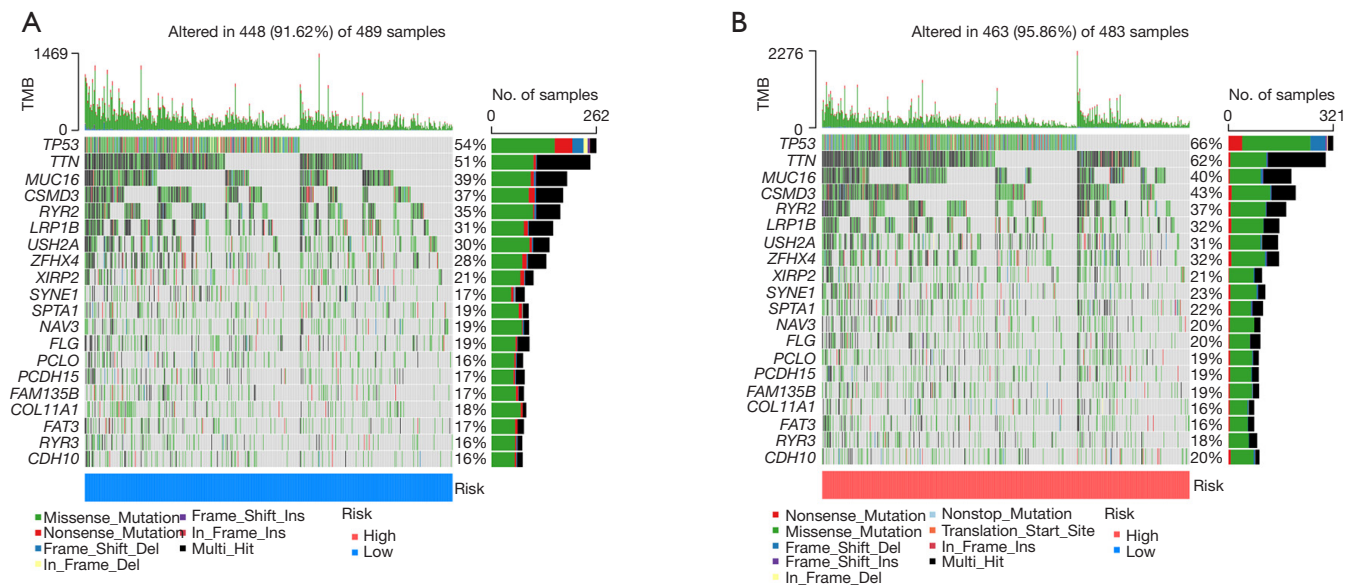 A
Altered in 448 (91.62%) of 489 samples
1469
TMB
0
No. of samples
0 262
TP53 54%
TTN 51%
MUC16 39%
CSMD3 37%
RYR2 35%
LRP1B 31%
USH2A 30%
ZFHX4 28%
XIRP2 21%
SYNE1 17%
SPTA1 19%
NAV3 19%
FLG 19%
PCLO 16%
PCDH15 17%
FAM135B 17%
COL11A1 18%
FAT3 17%
RYR3 16%
CDH10 16%
Risk
Missense_Mutation Frame_Shift_Ins Risk
Nonsense_Mutation In_Frame_Ins High
Frame_Shift_Del Multi_Hit Low
In_Frame_Del
B
Altered in 463 (95.86%) of 483 samples
2276
TMB
0
No. of samples
0 321
TP53 66%
TTN 62%
MUC16 40%
CSMD3 43%
RYR2 37%
LRP1B 32%
USH2A 31%
ZFHX4 32%
XIRP2 21%
SYNE1 23%
SPTA1 22%
NAV3 20%
FLG 20%
PCLO 19%
PCDH15 19%
FAM135B 19%
COL11A1 16%
FAT3 16%
RYR3 18%
CDH10 20%
Risk
Nonsense_Mutation Nonstop_Mutation Risk
Missense_Mutation Translation_Start_Site High
Frame_Shift_Del In_Frame_Ins Low
Frame_Shift_Ins Multi_Hit
In_Frame_Del